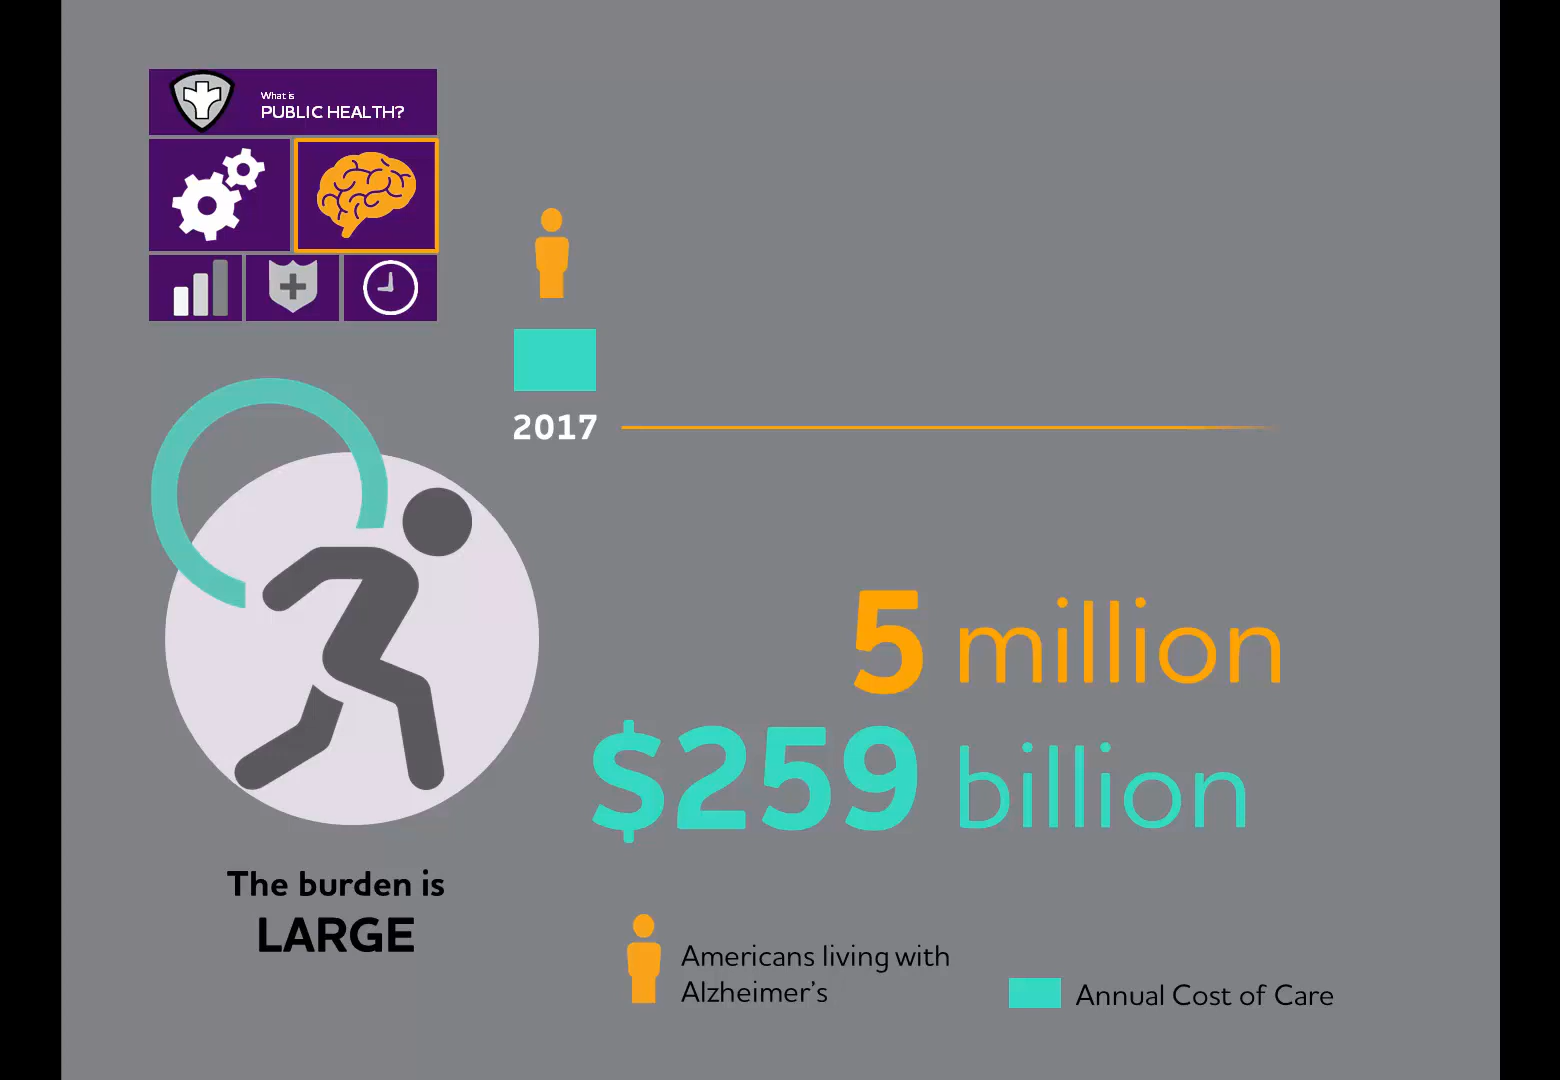 What is
PUBLIC HEALTH?
2017
5 million
$259 billion
The burden is
LARGE
Americans living with
Alzheimer's
Annual Cost of Care